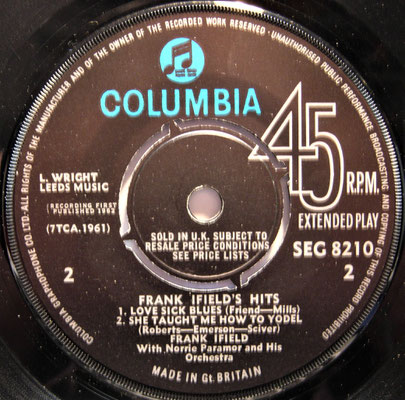 COLUMBIA GRAPHOPHONE CO. LTD.-ALL RIGHTS OF THE MANUFACTURERS AND OF THE OWNER OF THE RECORDED WORK RESERVED·UNAUTHORISED PUBLIC PERFORMANCE BROADCASTING AND COPYING OF THIS RECORD PROHIBITED
COLUMBIA
45
R.P.M.
EXTENDED PLAY
L. WRIGHT
LEEDS MUSIC
(RECORDING FIRST
PUBLISHED 1962)
(7TCA.1961)
SOLD IN U.K. SUBJECT TO
RESALE PRICE CONDITIONS
SEE PRICE LISTS
SEG 8210
2
2
FRANK IFIELD'S HITS
1. LOVE SICK BLUES (Friend—Mills)
2. SHE TAUGHT ME HOW TO YODEL
(Roberts—Emerson—Sciver)
FRANK IFIELD
With Norrie Paramor and His
Orchestra
MADE IN Gt. BRITAIN